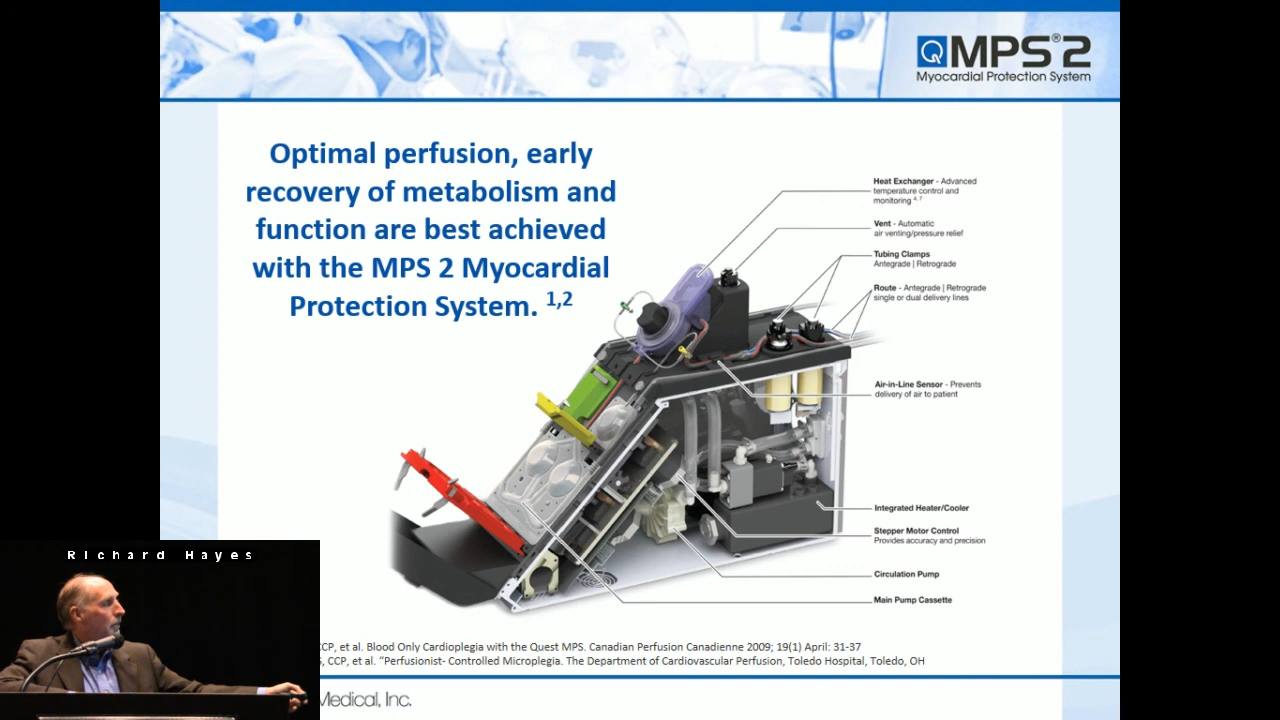 MPS® 2
Myocardial Protection System
Optimal perfusion, early
recovery of metabolism and
function are best achieved
with the MPS 2 Myocardial
Protection System. 1,2
Heat Exchanger - Advanced
temperature control and
monitoring 4, 7
Vent - Automatic
air venting/pressure relief
Tubing Clamps
Antegrade | Retrograde
Route - Antegrade | Retrograde
single or dual delivery lines
Air-in-Line Sensor - Prevents
delivery of air to patient
Integrated Heater/Cooler
Stepper Motor Control
Provides accuracy and precision
Circulation Pump
Main Pump Cassette
RIchard Hayes
CCP, et al. Blood Only Cardioplegia with the Quest MPS. Canadian Perfusion Canadienne 2009; 19(1) April: 31-37
, CCP, et al. “Perfusionist- Controlled Microplegia. The Department of Cardiovascular Perfusion, Toledo Hospital, Toledo, OH
Medical, Inc.